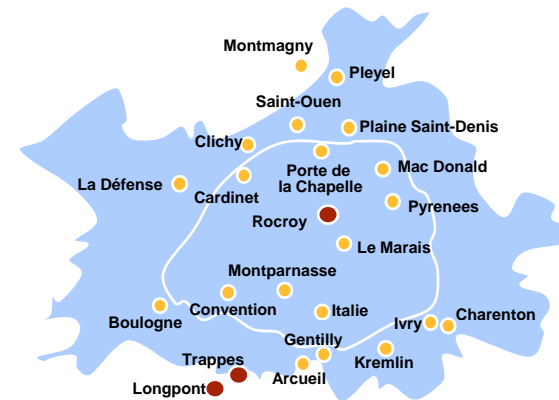 Montmagny
Pleyel
Saint-Ouen
Plaine Saint-Denis
Clichy
Porte de
la Chapelle
Mac Donald
La Défense
Cardinet
Pyrenees
Rocroy
Le Marais
Montparnasse
Convention
Italie
Boulogne
Ivry
Charenton
Gentilly
Kremlin
Trappes
Arcueil
Longpont